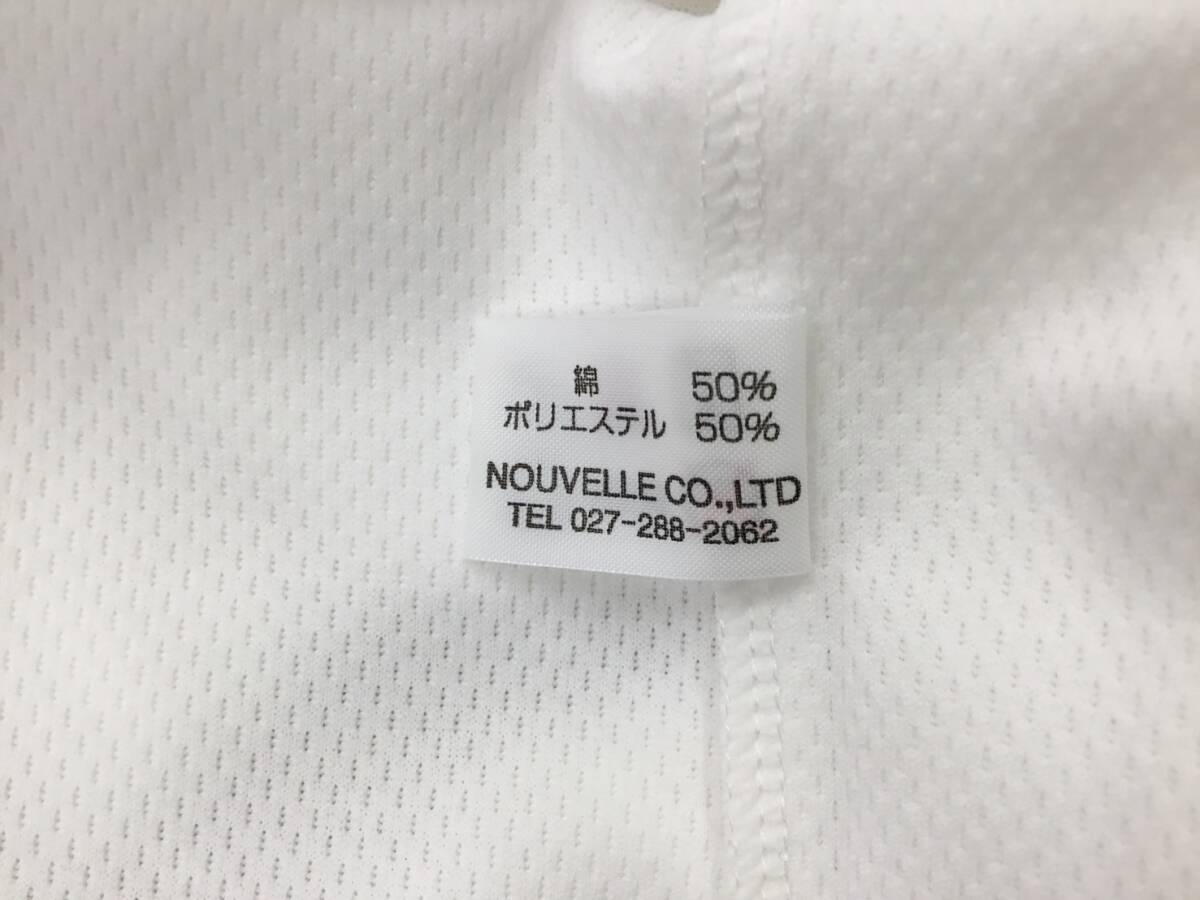 綿 50%
ポリエステル 50%
NOUVELLE CO.,LTD
TEL 027-288-2062